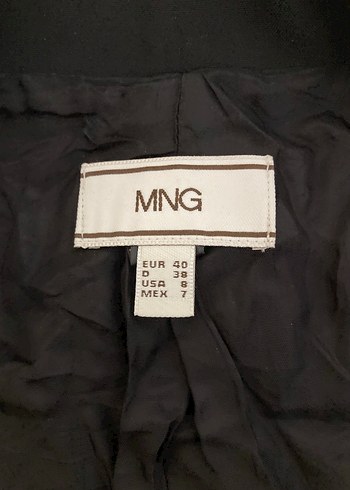 MNG
EUR 40
D 38
USA 8
MEX 7